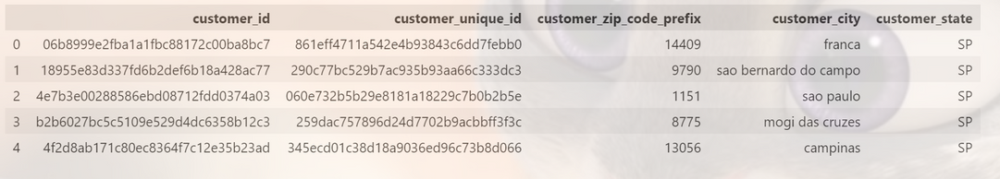 customer_id customer_unique_id customer_zip_code_prefix customer_city customer_state
0 06b8999e2fba1a1fbc88172c00ba8bc7 861eff4711a542e4b93843c6dd7febb0 14409 franca SP
1 18955e83d337fd6b2def6b18a428ac77 290c77bc529b7ac935b93aa66c333dc3 9790 sao bernardo do campo SP
2 4e7b3e00288586ebd08712fdd0374a03 060e732b5b29e8181a18229c7b0b2b5e 1151 sao paulo SP
3 b2b6027bc5c5109e529d4dc6358b12c3 259dac757896d24d7702b9acbbff3f3c 8775 mogi das cruzes SP
4 4f2d8ab171c80ec8364f7c12e35b23ad 345ecd01c38d18a9036ed96c73b8d066 13056 campinas SP